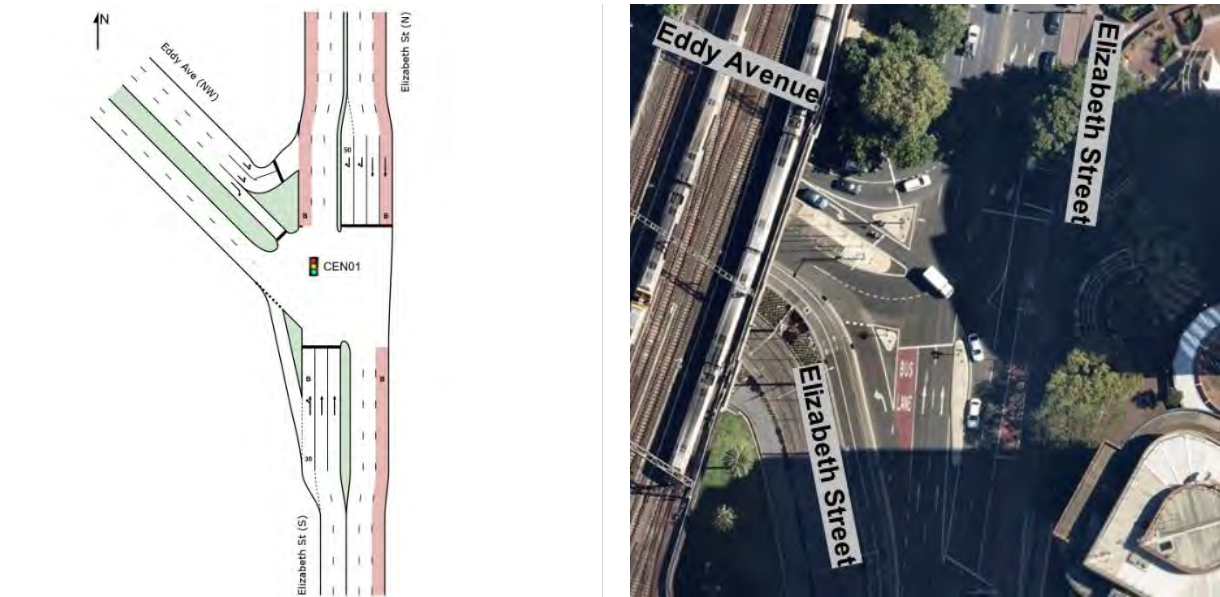 N
Eddy Ave (NW)
Elizabeth St (N)
50
B
B
CEN01
B
B
30
Elizabeth St (S)
Eddy Avenue
Elizabeth Street
BUS
LANE
Elizabeth Street